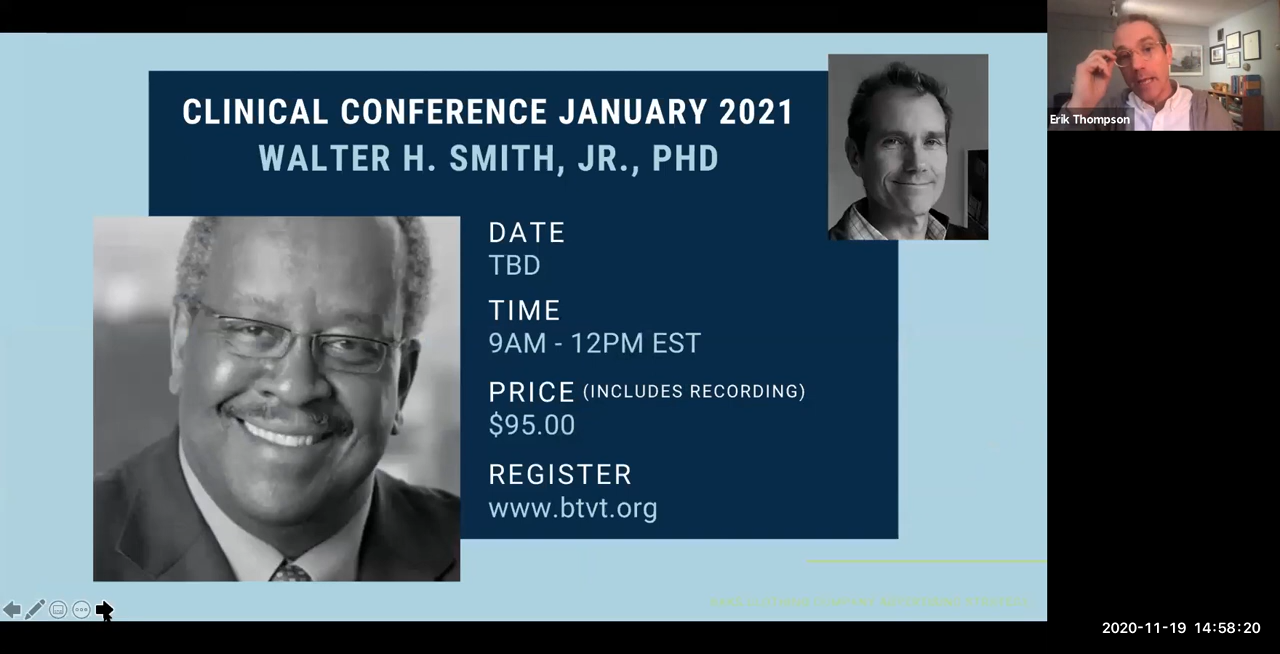 CLINICAL CONFERENCE JANUARY 2021
WALTER H. SMITH, JR., PHD
DATE
TBD
TIME
9AM - 12PM EST
PRICE (INCLUDES RECORDING)
$95.00
REGISTER
www.btvt.org
Erik Thompson
2020-11-19 14:58:20